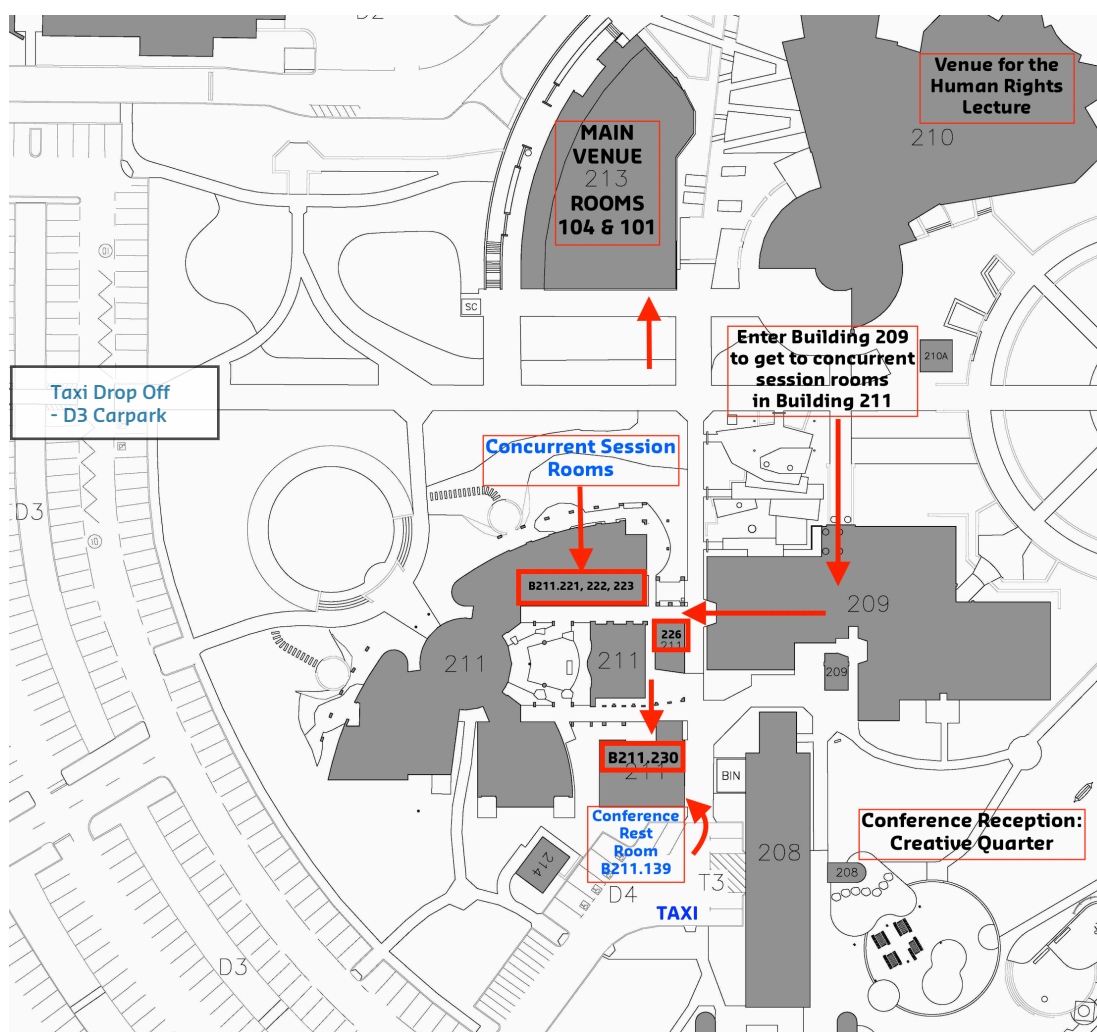 D2
Venue for the
Human Rights
Lecture
210
MAIN
VENUE
213
ROOMS
104 & 101
SC
Enter Building 209
to get to concurrent
session rooms
in Building 211
210A
Taxi Drop Off
- D3 Carpark
Concurrent Session
Rooms
D3
B211.221, 222, 223
209
226
211
211
211
209
B211,230
211
BIN
Conference
Rest
Room
B211.139
Conference Reception:
Creative Quarter
208
208
214
T3
D4
TAXI
D3